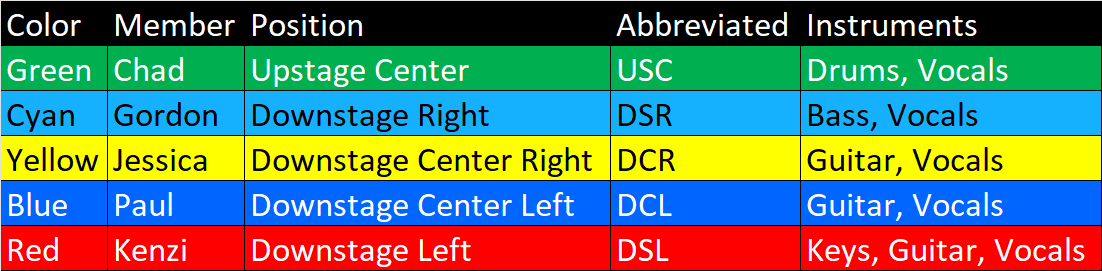 Color Member Position Abbreviated Instruments
Green Chad Upstage Center USC Drums, Vocals
Cyan Gordon Downstage Right DSR Bass, Vocals
Yellow Jessica Downstage Center Right DCR Guitar, Vocals
Blue Paul Downstage Center Left DCL Guitar, Vocals
Red Kenzi Downstage Left DSL Keys, Guitar, Vocals